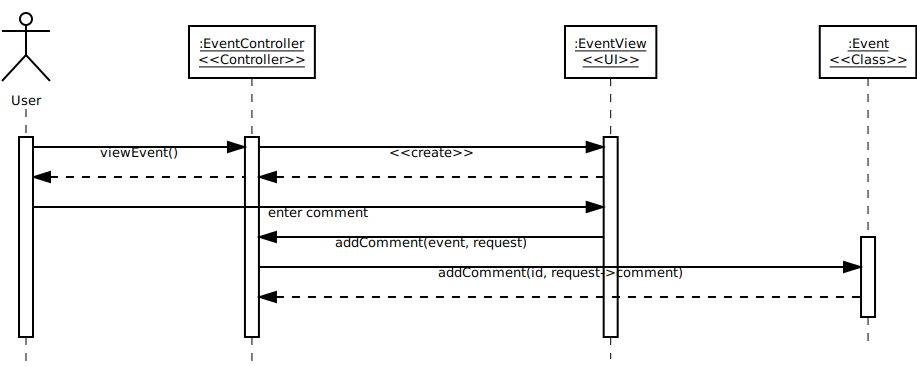 :EventController
<<Controller>>
:EventView
<<UI>>
:Event
<<Class>>
User
viewEvent()
<<create>>
enter comment
addComment(event, request)
addComment(id, request->comment)